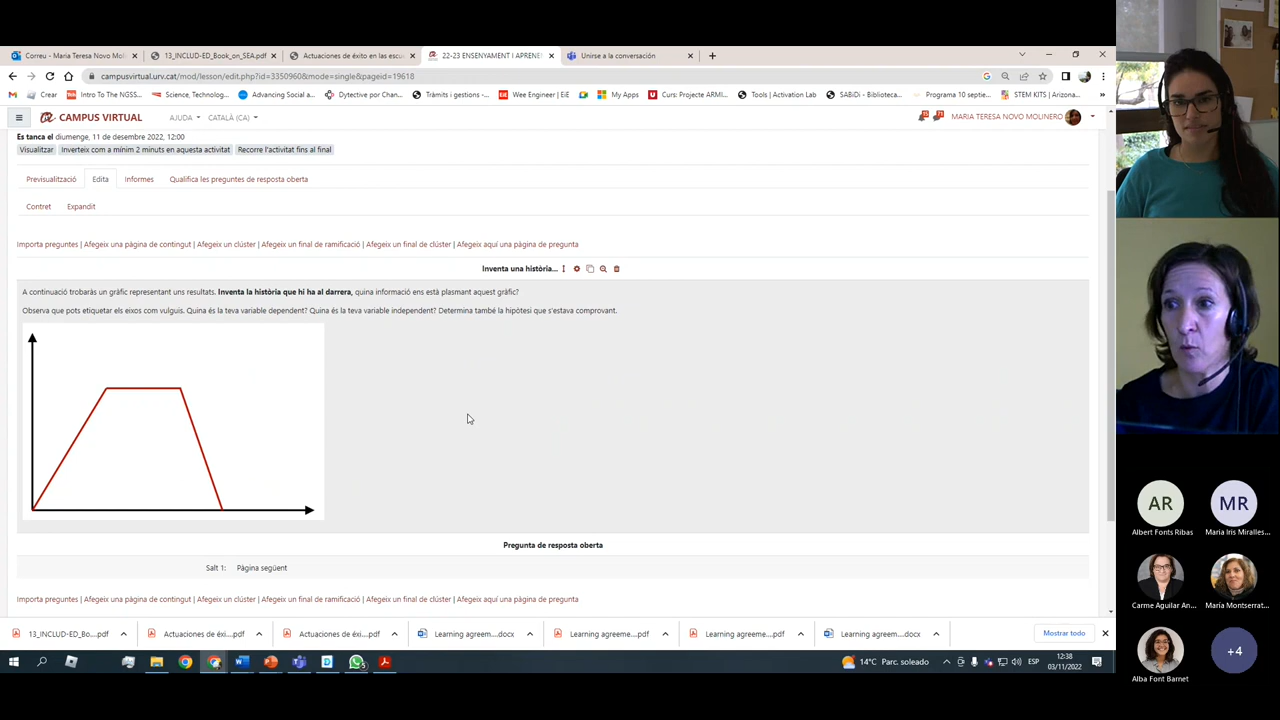 Correu - Maria Teresa Novo Molin
13_INCLUD-ED_Book_on_SEA.pdf
Actuaciones de éxito en las escu
22-23 ENSENYAMENT I APRENE
Unirse a la conversación
campusvirtual.urv.cat/mod/lesson/edit.php?id=3350960&mode=single&pageid=19618
Crear
Intro To The NGSS...
Science, Technolog...
Advancing Social a...
Dytective por Chan...
Tràmits i gestions -...
Wee Engineer | EiE
My Apps
Curs: Projecte ARMI...
Tools | Activation Lab
SABiDi - Biblioteca...
Programa 10 septie...
STEM KITS | Arizona...
CAMPUS VIRTUAL
AJUDA
CATALÀ (CA)
MARIA TERESA NOVO MOLINERO
Es tanca el diumenge, 11 de desembre 2022, 12:00
Visualitzar
Inverteix com a mínim 2 minuts en aquesta activitat
Recorre l'activitat fins al final
Previsualització
Edita
Informes
Qualifica les preguntes de resposta oberta
Contret
Expandit
Importa preguntes | Afegeix una pàgina de contingut | Afegeix un clúster | Afegeix un final de ramificació | Afegeix un final de clúster | Afegeix aquí una pàgina de pregunta
Inventa una història...
A continuació trobaràs un gràfic representant uns resultats. Inventa la història que hi ha al darrera, quina informació ens està plasmant aquest gràfic?
Observa que pots etiquetar els eixos com vulguis. Quina és la teva variable dependent? Quina és la teva variable independent? Determina també la hipòtesi que s'estava comprovant.
Pregunta de resposta oberta
Salt 1: Pàgina següent
Importa preguntes | Afegeix una pàgina de contingut | Afegeix un clúster | Afegeix un final de ramificació | Afegeix un final de clúster | Afegeix aquí una pàgina de pregunta
13_INCLUD-ED_Bo....pdf
Actuaciones de éxi....pdf
Actuaciones de éxi....pdf
Learning agreem....docx
Learning agreeme....pdf
Learning agreeme....pdf
Learning agreem....docx
Mostrar todo
14°C Parc. soleado
ESP
12:38
03/11/2022
AR
Albert Fonts Ribas
MR
Maria Iris Miralles...
Carme Aguilar An...
María Montserrat...
Alba Font Barnet
+4